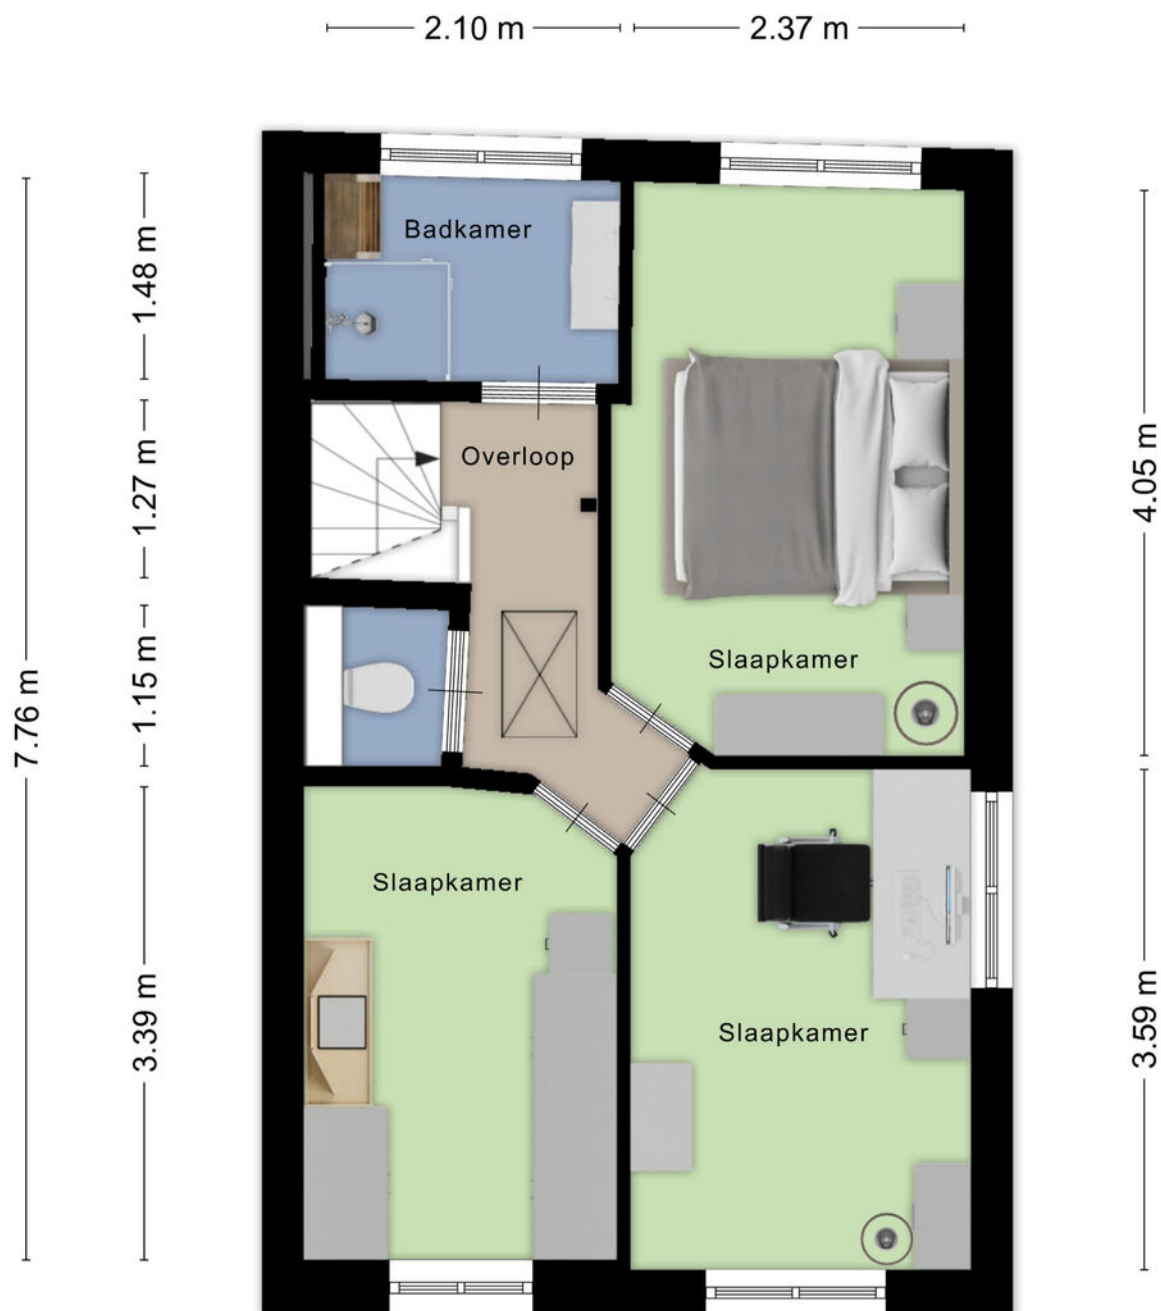 2.10 m
2.37 m
Badkamer
1.48 m
Overloop
1.27 m
4.05 m
Slaapkamer
1.15 m
7.76 m
Slaapkamer
Slaapkamer
3.39 m
3.59 m